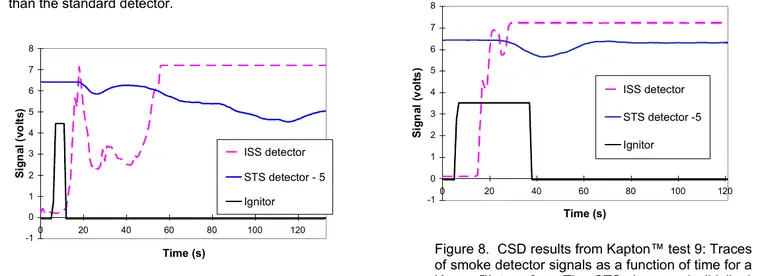 than the standard detector.
8
7
6
5
4
3
2
1
0
-1
Signal (volts)
0 20 40 60 80 100 120
Time (s)
ISS detector
STS detector - 5
Ignitor
8
7
6
5
4
3
2
1
0
-1
Signal (volts)
0 20 40 60 80 100 120
Time (s)
ISS detector
STS detector -5
Ignitor
Figure 8. CSD results from Kapton™ test 9: Traces
of smoke detector signals as a function of time for a